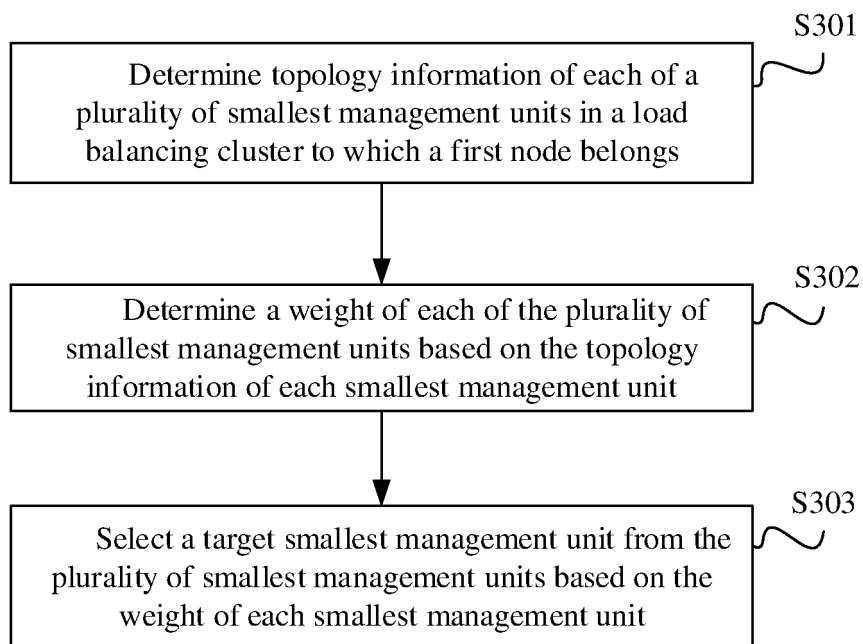 S301
Determine topology information of each of a
plurality of smallest management units in a load
balancing cluster to which a first node belongs
S302
Determine a weight of each of the plurality of
smallest management units based on the topology
information of each smallest management unit
S303
Select a target smallest management unit from the
plurality of smallest management units based on the
weight of each smallest management unit